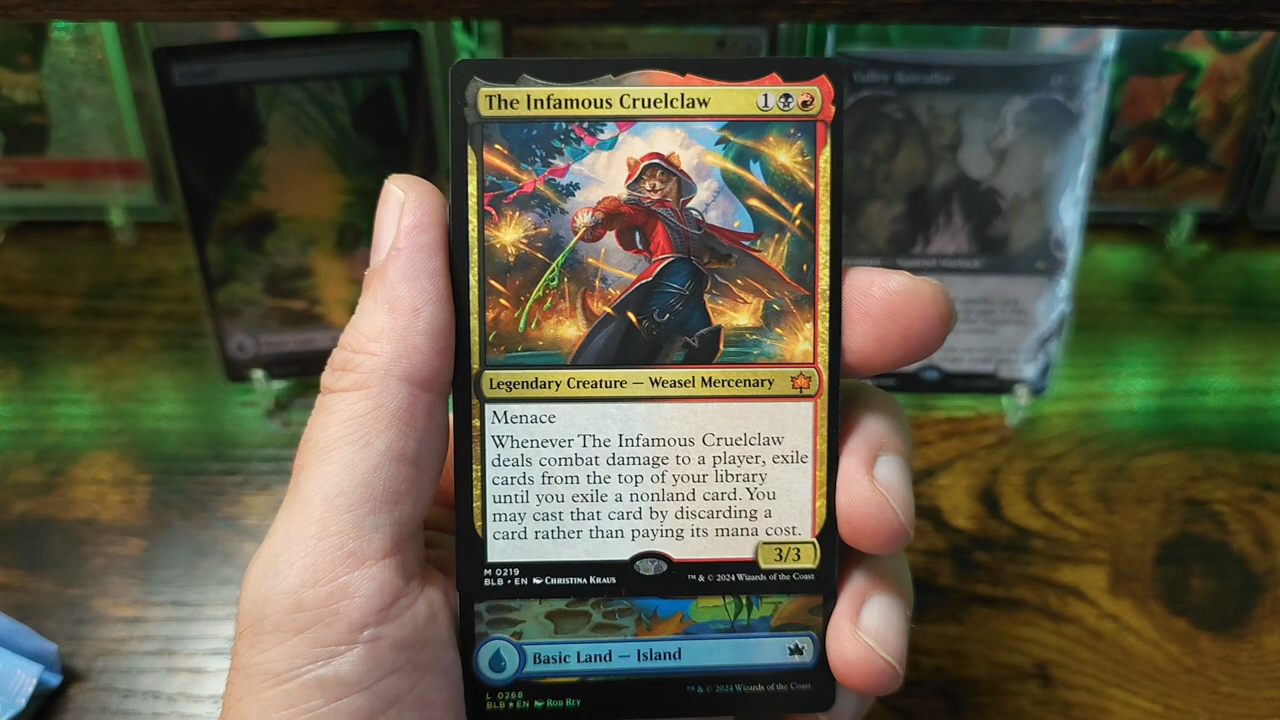 The Infamous Cruelclaw 1
Legendary Creature — Weasel Mercenary
Menace
Whenever The Infamous Cruelclaw
deals combat damage to a player, exile
cards from the top of your library
until you exile a nonland card. You
may cast that card by discarding a
card rather than paying its mana cost.
3/3
M 0219
BLB • EN Christina Kraus
™ & © 2024 Wizards of the Coast
Basic Land — Island
L 0268
BLB ★ EN Rob Rey
™ & © 2024 Wizards of the Coast